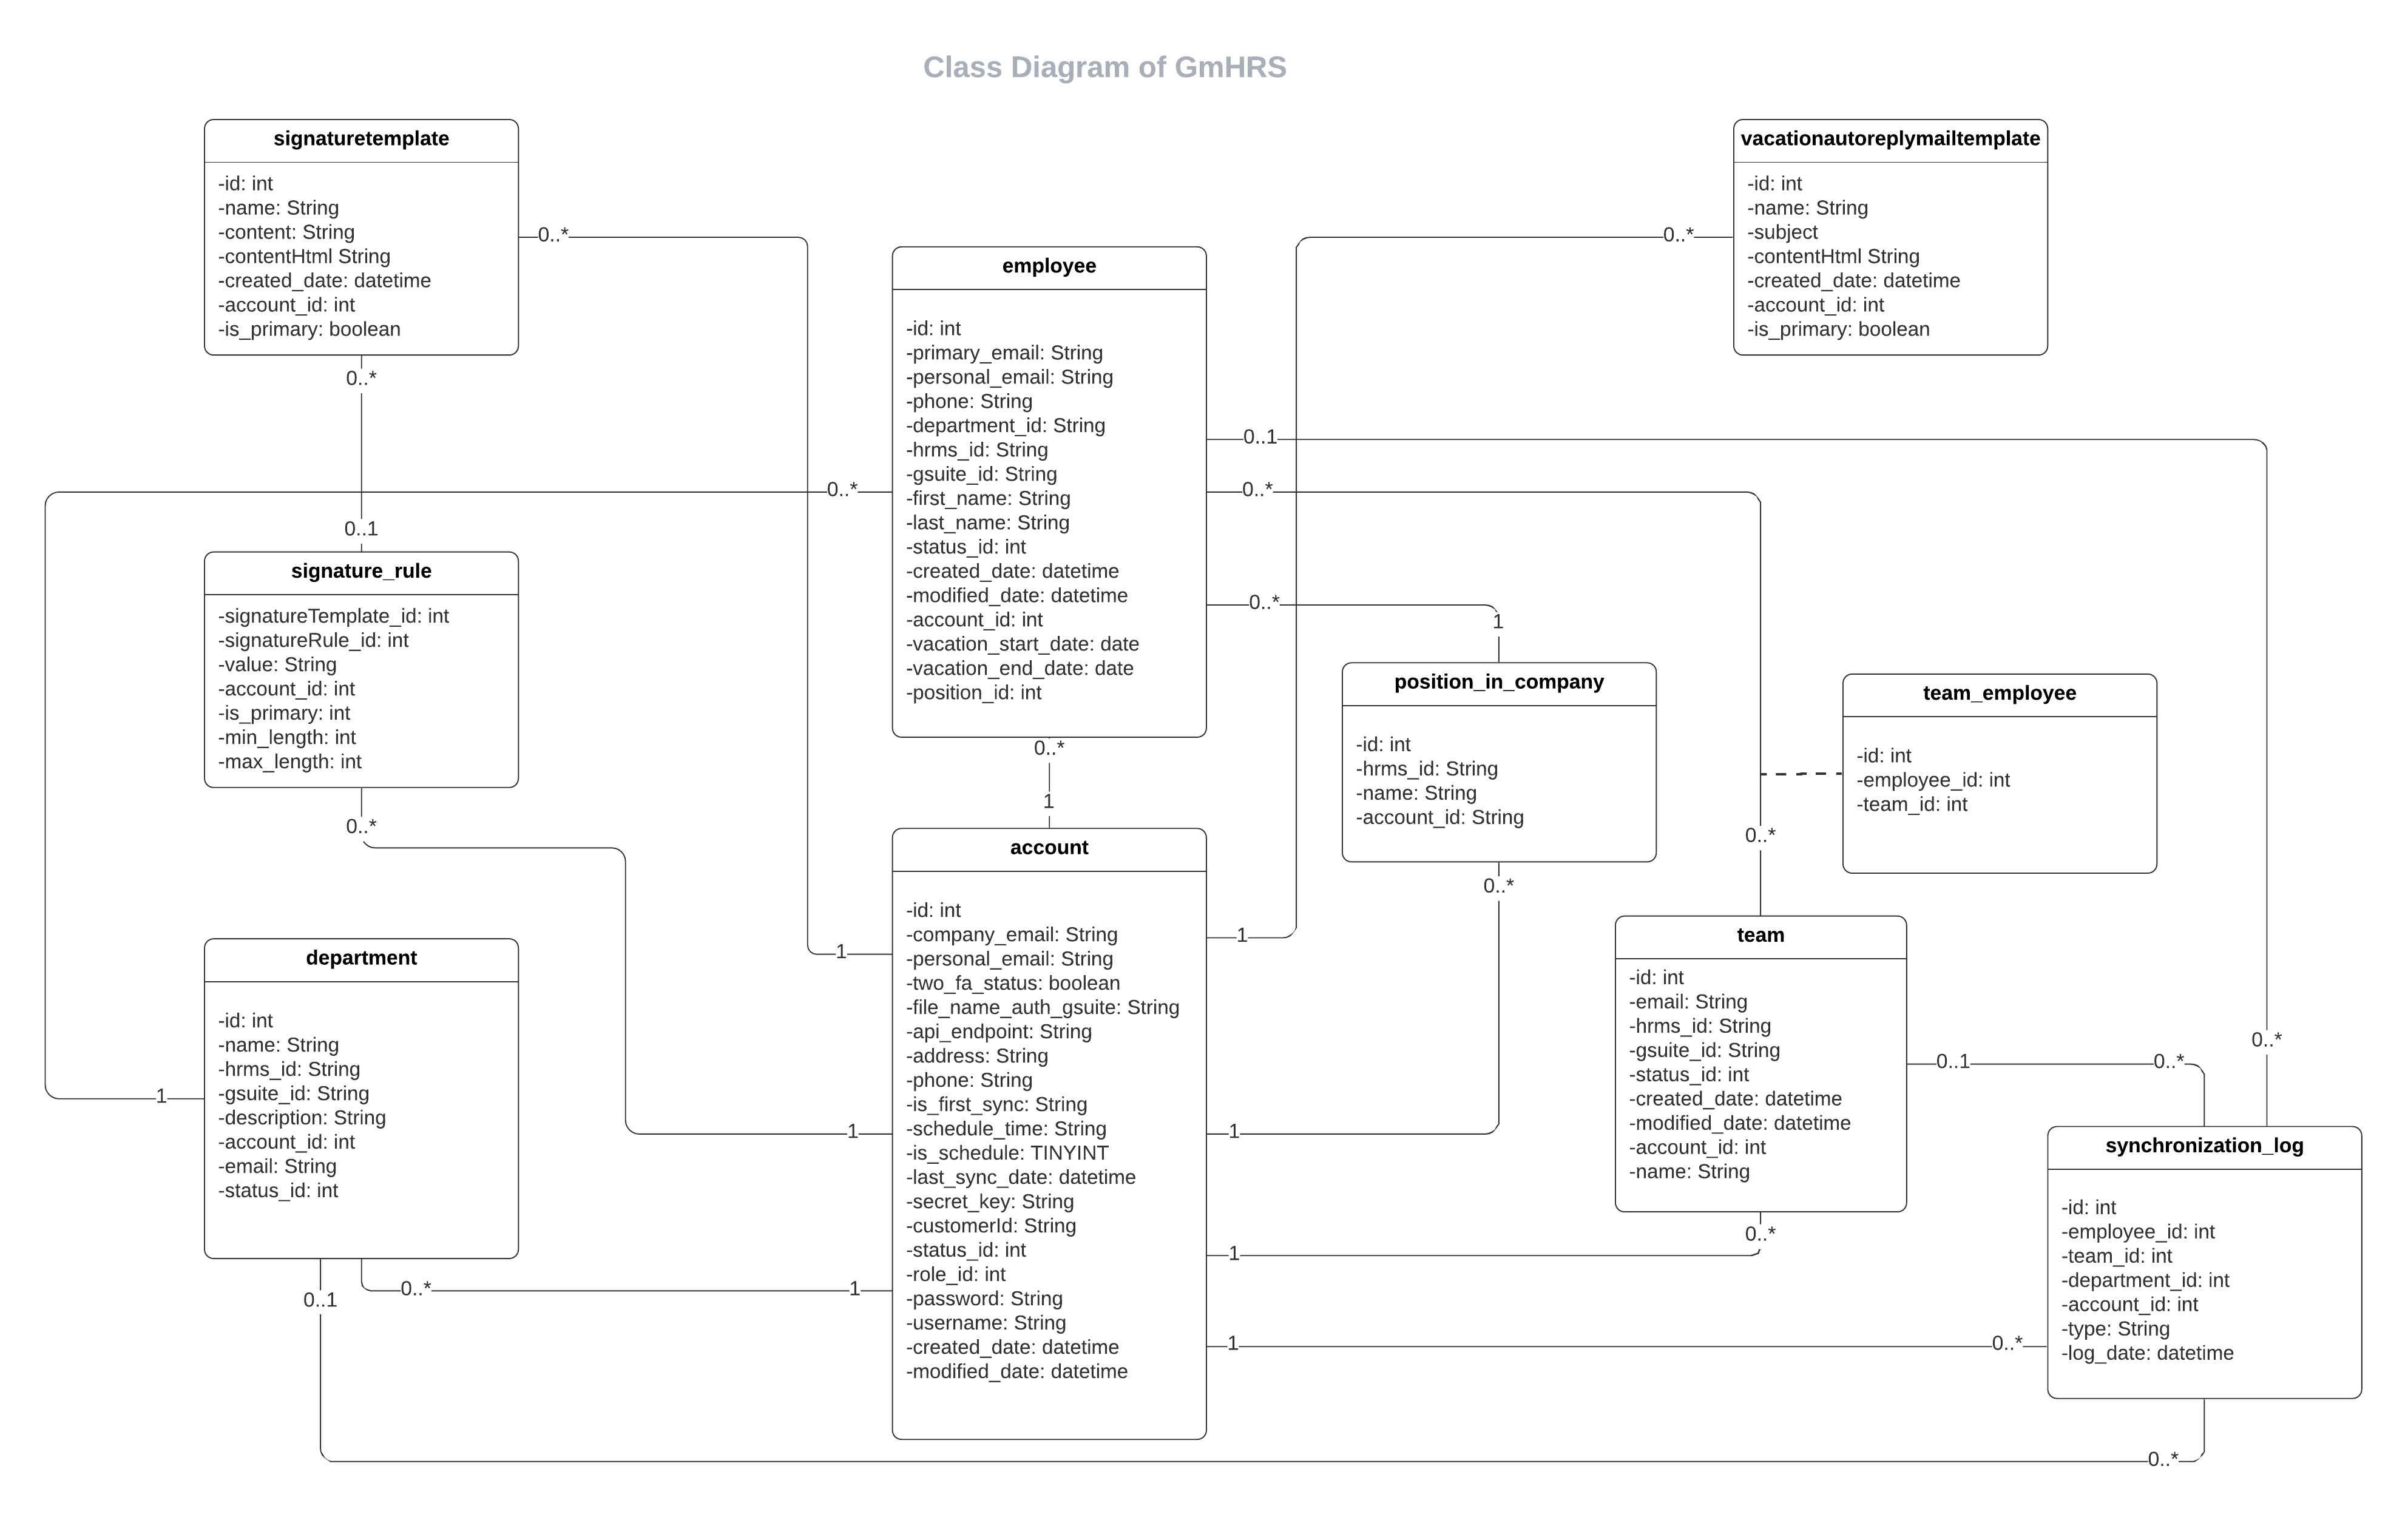 Class Diagram of GmHRS
signaturetemplate
-id: int
-name: String
-content: String
-contentHtml String
-created_date: datetime
-account_id: int
-is_primary: boolean
0..*
0..*
vacationautoreplymailtemplate
-id: int
-name: String
-subject
-contentHtml String
-created_date: datetime
-account_id: int
-is_primary: boolean
0..*
employee
-id: int
-primary_email: String
-personal_email: String
-phone: String
-department_id: String
-hrms_id: String
-gsuite_id: String
-first_name: String
-last_name: String
-status_id: int
-created_date: datetime
-modified_date: datetime
-account_id: int
-vacation_start_date: date
-vacation_end_date: date
-position_id: int
0..*
0..1
0..*
0..*
0..*
0..1
signature_rule
-signatureTemplate_id: int
-signatureRule_id: int
-value: String
-account_id: int
-is_primary: int
-min_length: int
-max_length: int
0..*
1
position_in_company
-id: int
-hrms_id: String
-name: String
-account_id: String
0..*
team_employee
-id: int
-employee_id: int
-team_id: int
0..*
department
-id: int
-name: String
-hrms_id: String
-gsuite_id: String
-description: String
-account_id: int
-email: String
-status_id: int
1
0..1
0..*
1
account
-id: int
-company_email: String
-personal_email: String
-two_fa_status: boolean
-file_name_auth_gsuite: String
-api_endpoint: String
-address: String
-phone: String
-is_first_sync: String
-schedule_time: String
-is_schedule: TINYINT
-last_sync_date: datetime
-secret_key: String
-customerId: String
-status_id: int
-role_id: int
-password: String
-username: String
-created_date: datetime
-modified_date: datetime
1
1
1
1
1
1
1
team
-id: int
-email: String
-hrms_id: String
-gsuite_id: String
-status_id: int
-created_date: datetime
-modified_date: datetime
-account_id: int
-name: String
0..1
0..*
0..*
0..*
synchronization_log
-id: int
-employee_id: int
-team_id: int
-department_id: int
-account_id: int
-type: String
-log_date: datetime
0..*
0..*